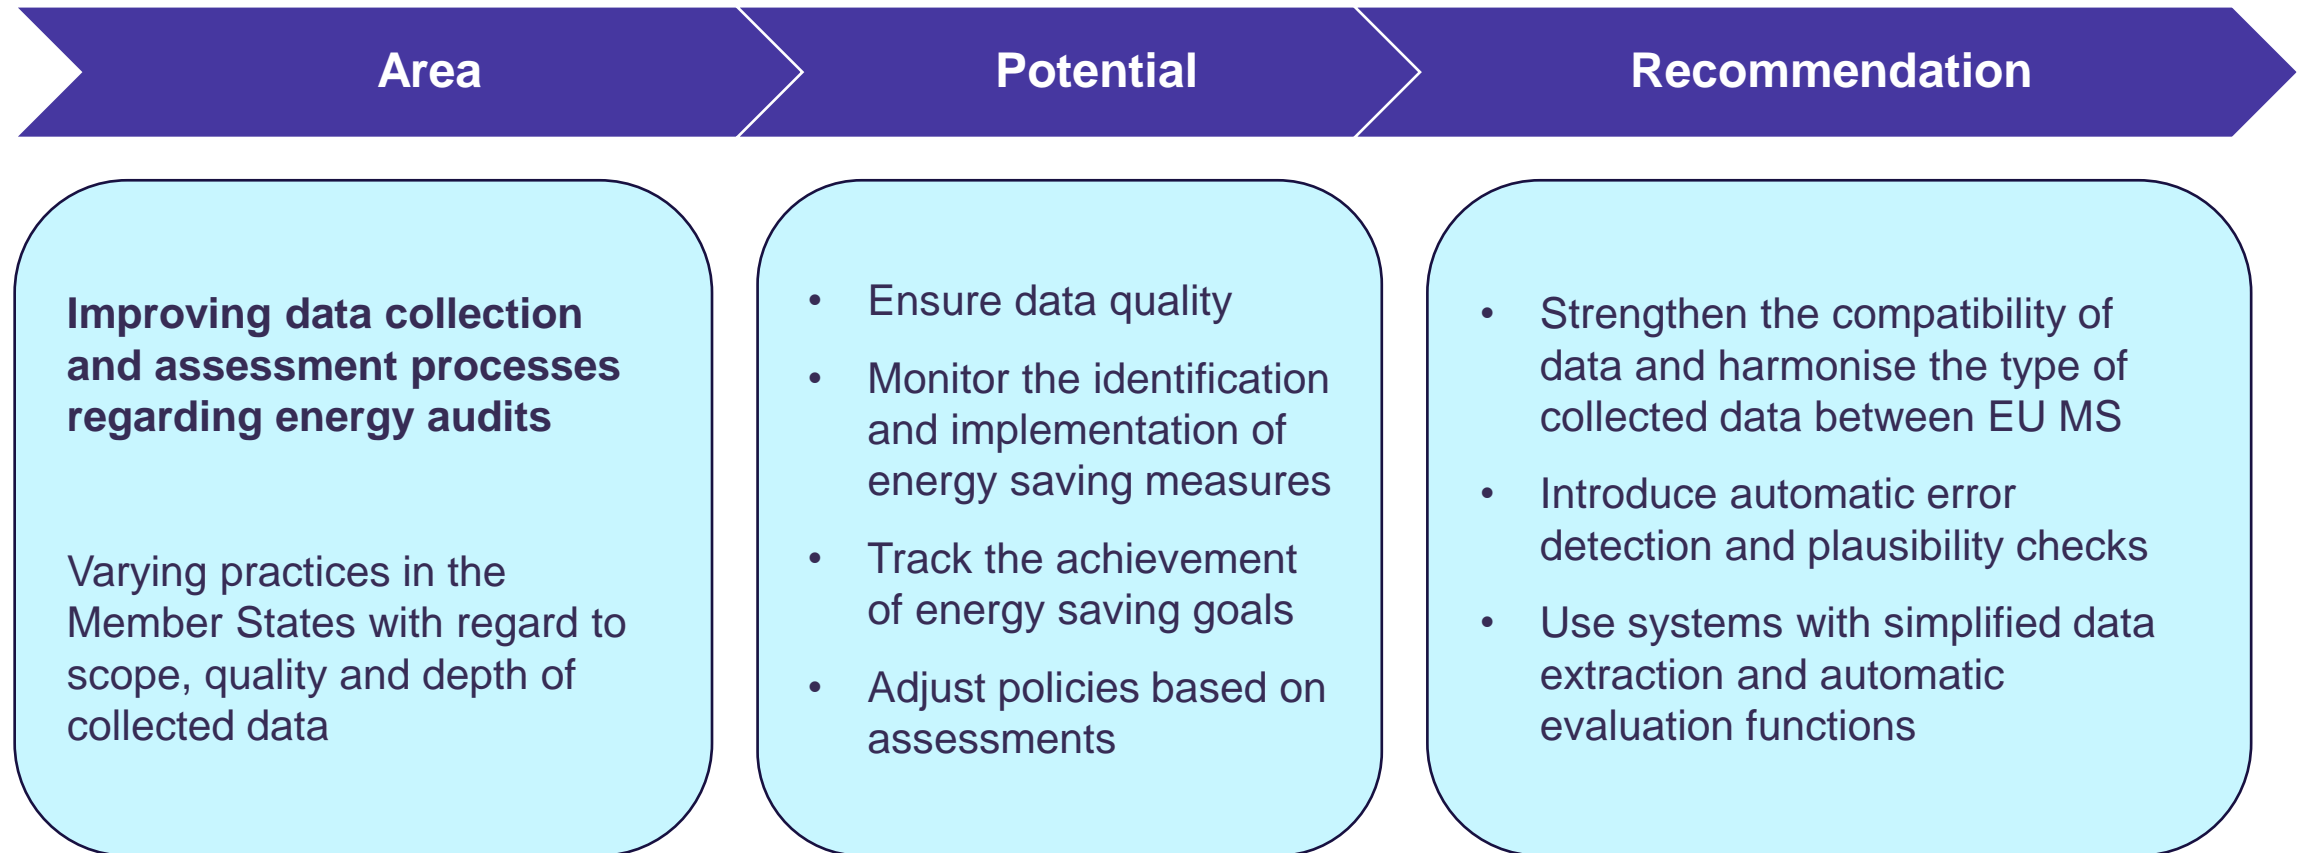 Area
Potential
Recommendation
Improving data collection
and assessment processes
regarding energy audits
Varying practices in the
Member States with regard to
scope, quality and depth of
collected data
• Ensure data quality
• Monitor the identification
and implementation of
energy saving measures
• Track the achievement
of energy saving goals
• Adjust policies based on
assessments
• Strengthen the compatibility of
data and harmonise the type of
collected data between EU MS
• Introduce automatic error
detection and plausibility checks
• Use systems with simplified data
extraction and automatic
evaluation functions